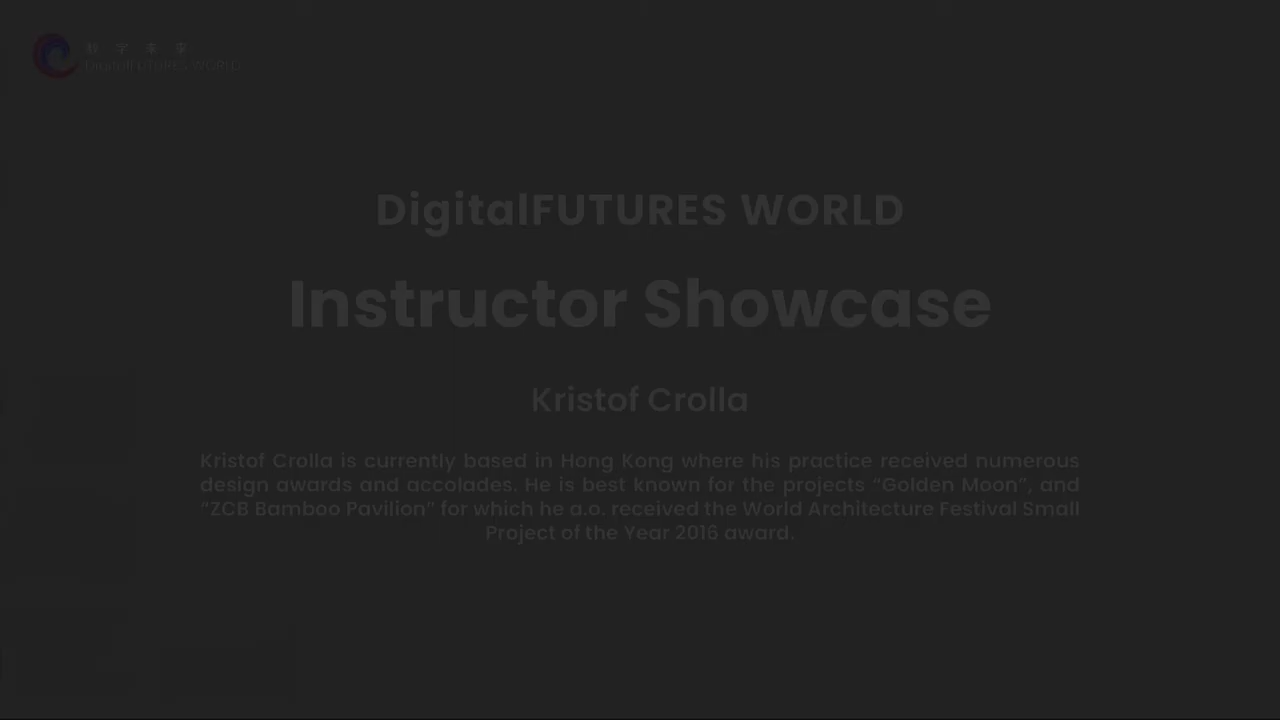 DigitalFUTURES WORLD
DigitalFUTURES WORLD
Instructor Showcase
Kristof Crolla
Kristof Crolla is currently based in Hong Kong where his practice received numerous
design awards and accolades. He is best known for the projects “Golden Moon”, and
“ZCB Bamboo Pavilion” for which he a.o. received the World Architecture Festival Small
Project of the Year 2016 award.